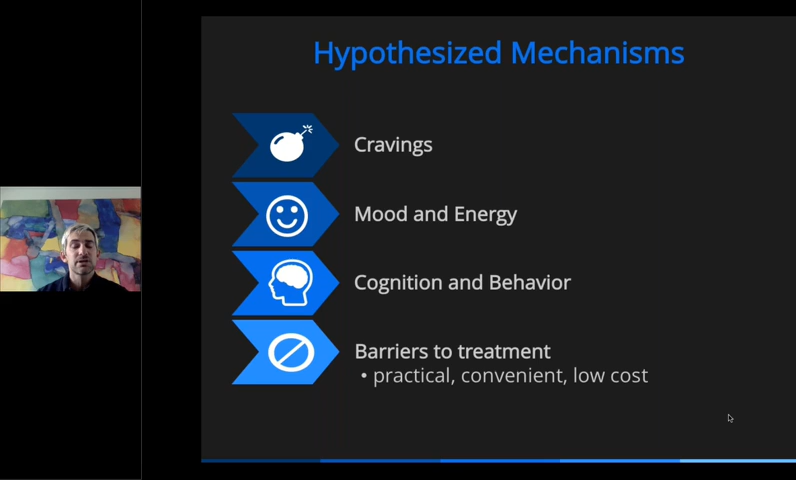 Hypothesized Mechanisms
Cravings
Mood and Energy
Cognition and Behavior
Barriers to treatment
• practical, convenient, low cost